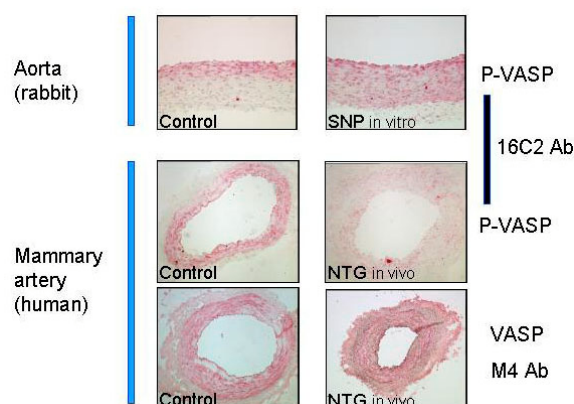 Aorta
(rabbit)
Control
SNP in vitro
P-VASP
16C2 Ab
Mammary
artery
(human)
Control
NTG in vivo
P-VASP
Control
NTG in vivo
VASP
M4 Ab